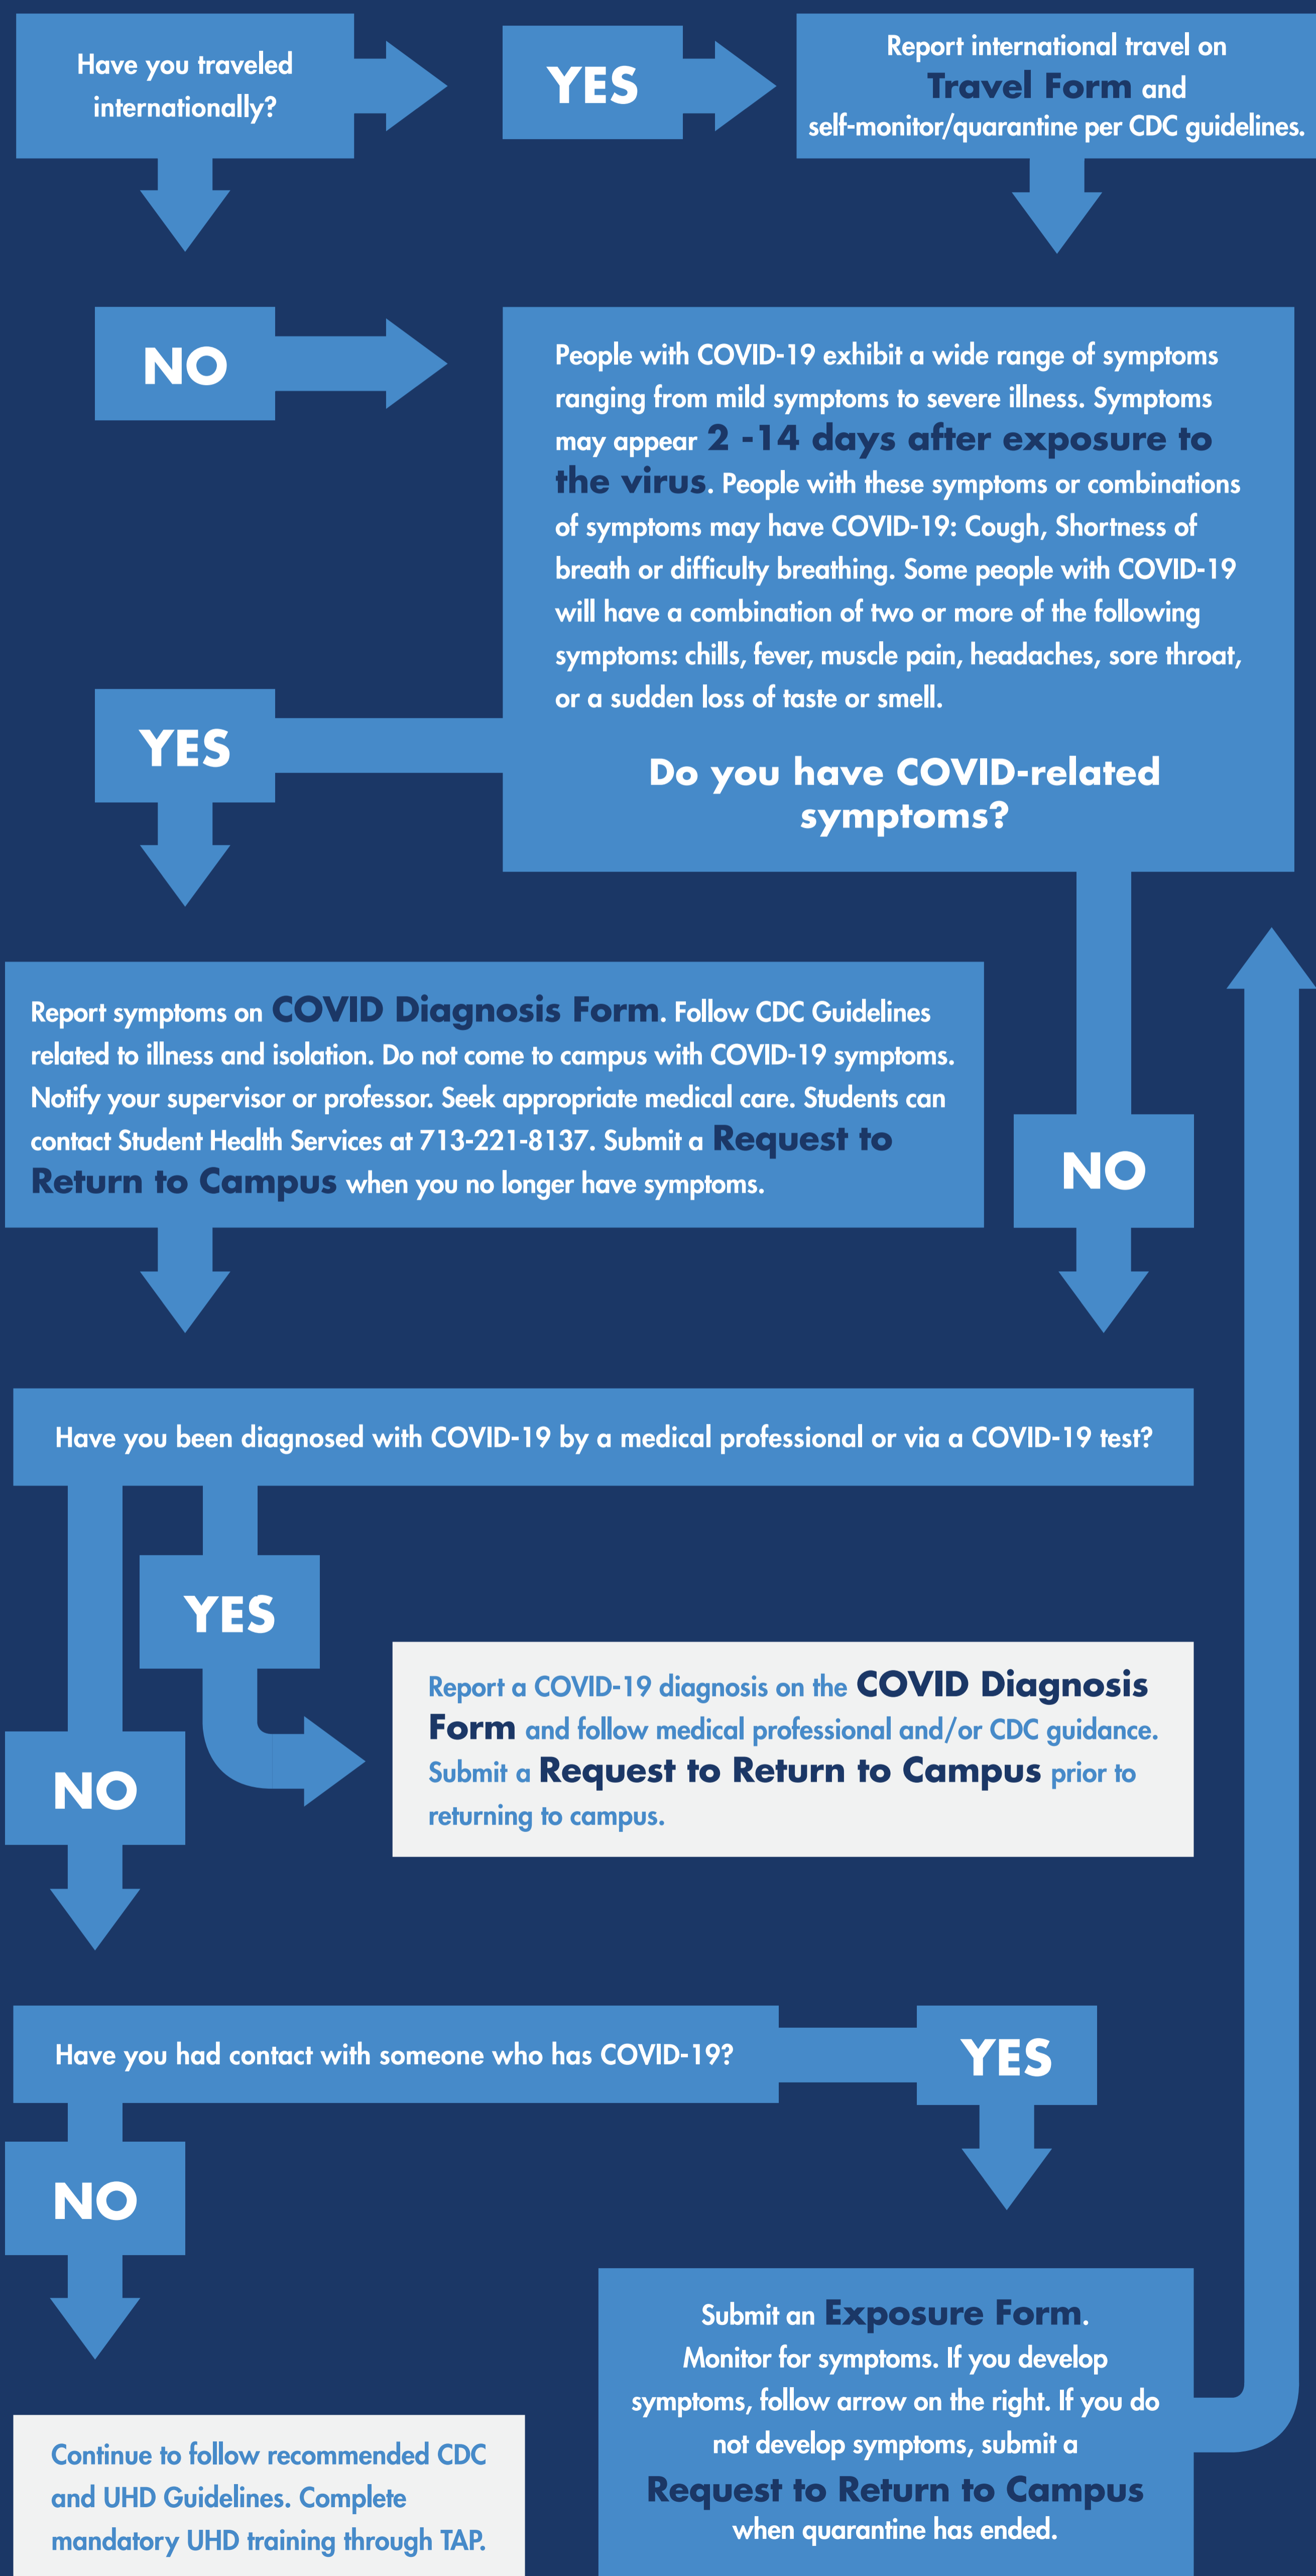 Have you traveled
internationally?
YES
Report international travel on
Travel Form and
self-monitor/quarantine per CDC guidelines.
NO
People with COVID-19 exhibit a wide range of symptoms
ranging from mild symptoms to severe illness. Symptoms
may appear 2 -14 days after exposure to
the virus. People with these symptoms or combinations
of symptoms may have COVID-19: Cough, Shortness of
breath or difficulty breathing. Some people with COVID-19
will have a combination of two or more of the following
symptoms: chills, fever, muscle pain, headaches, sore throat,
or a sudden loss of taste or smell.
Do you have COVID-related
symptoms?
YES
Report symptoms on COVID Diagnosis Form. Follow CDC Guidelines
related to illness and isolation. Do not come to campus with COVID-19 symptoms.
Notify your supervisor or professor. Seek appropriate medical care. Students can
contact Student Health Services at 713-221-8137. Submit a Request to
Return to Campus when you no longer have symptoms.
NO
Have you been diagnosed with COVID-19 by a medical professional or via a COVID-19 test?
YES
Report a COVID-19 diagnosis on the COVID Diagnosis
Form and follow medical professional and/or CDC guidance.
Submit a Request to Return to Campus prior to
returning to campus.
NO
Have you had contact with someone who has COVID-19?
YES
NO
Submit an Exposure Form.
Monitor for symptoms. If you develop
symptoms, follow arrow on the right. If you do
not develop symptoms, submit a
Request to Return to Campus
when quarantine has ended.
Continue to follow recommended CDC
and UHD Guidelines. Complete
mandatory UHD training through TAP.